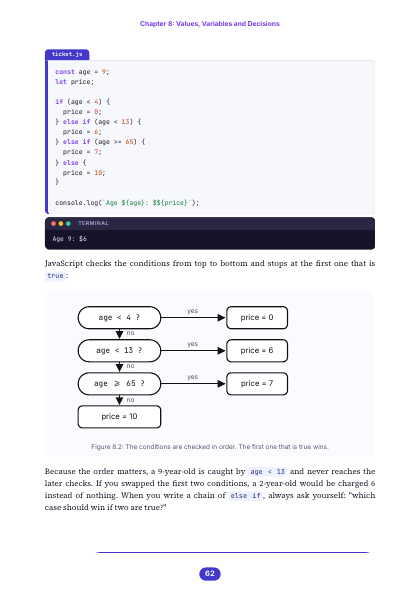 Chapter 8: Values, Variables and Decisions
ticket.js
const age = 9;
let price;
if (age < 4) {
price = 0;
} else if (age < 13) {
price = 6;
} else if (age >= 65) {
price = 7;
} else {
price = 10;
}
console.log(`Age ${age}: $${price}`);
TERMINAL
Age 9: $6
JavaScript checks the conditions from top to bottom and stops at the first one that is
true:
age < 4 ?
yes
price = 0
no
age < 13 ?
yes
price = 6
no
age ⩾ 65 ?
yes
price = 7
no
price = 10
Figure 8.2: The conditions are checked in order. The first one that is true wins.
Because the order matters, a 9-year-old is caught by age < 13 and never reaches the
later checks. If you swapped the first two conditions, a 2-year-old would be charged 6
instead of nothing. When you write a chain of else if, always ask yourself: "which
case should win if two are true?"
62